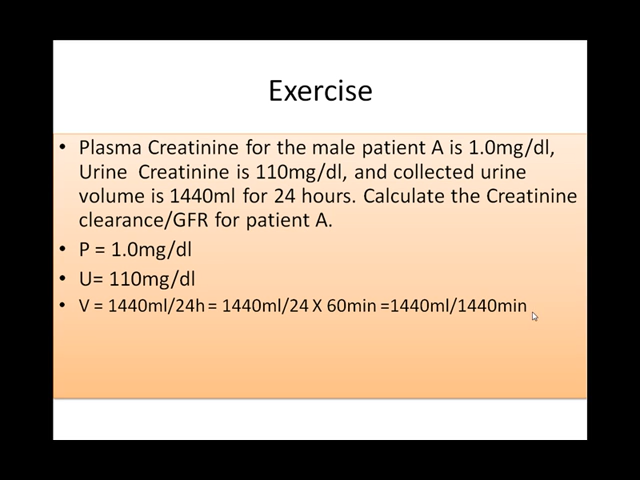 Exercise
• Plasma Creatinine for the male patient A is 1.0mg/dl,
Urine Creatinine is 110mg/dl, and collected urine
volume is 1440ml for 24 hours. Calculate the Creatinine
clearance/GFR for patient A.
• P = 1.0mg/dl
• U= 110mg/dl
• V = 1440ml/24h = 1440ml/24 X 60min =1440ml/1440min